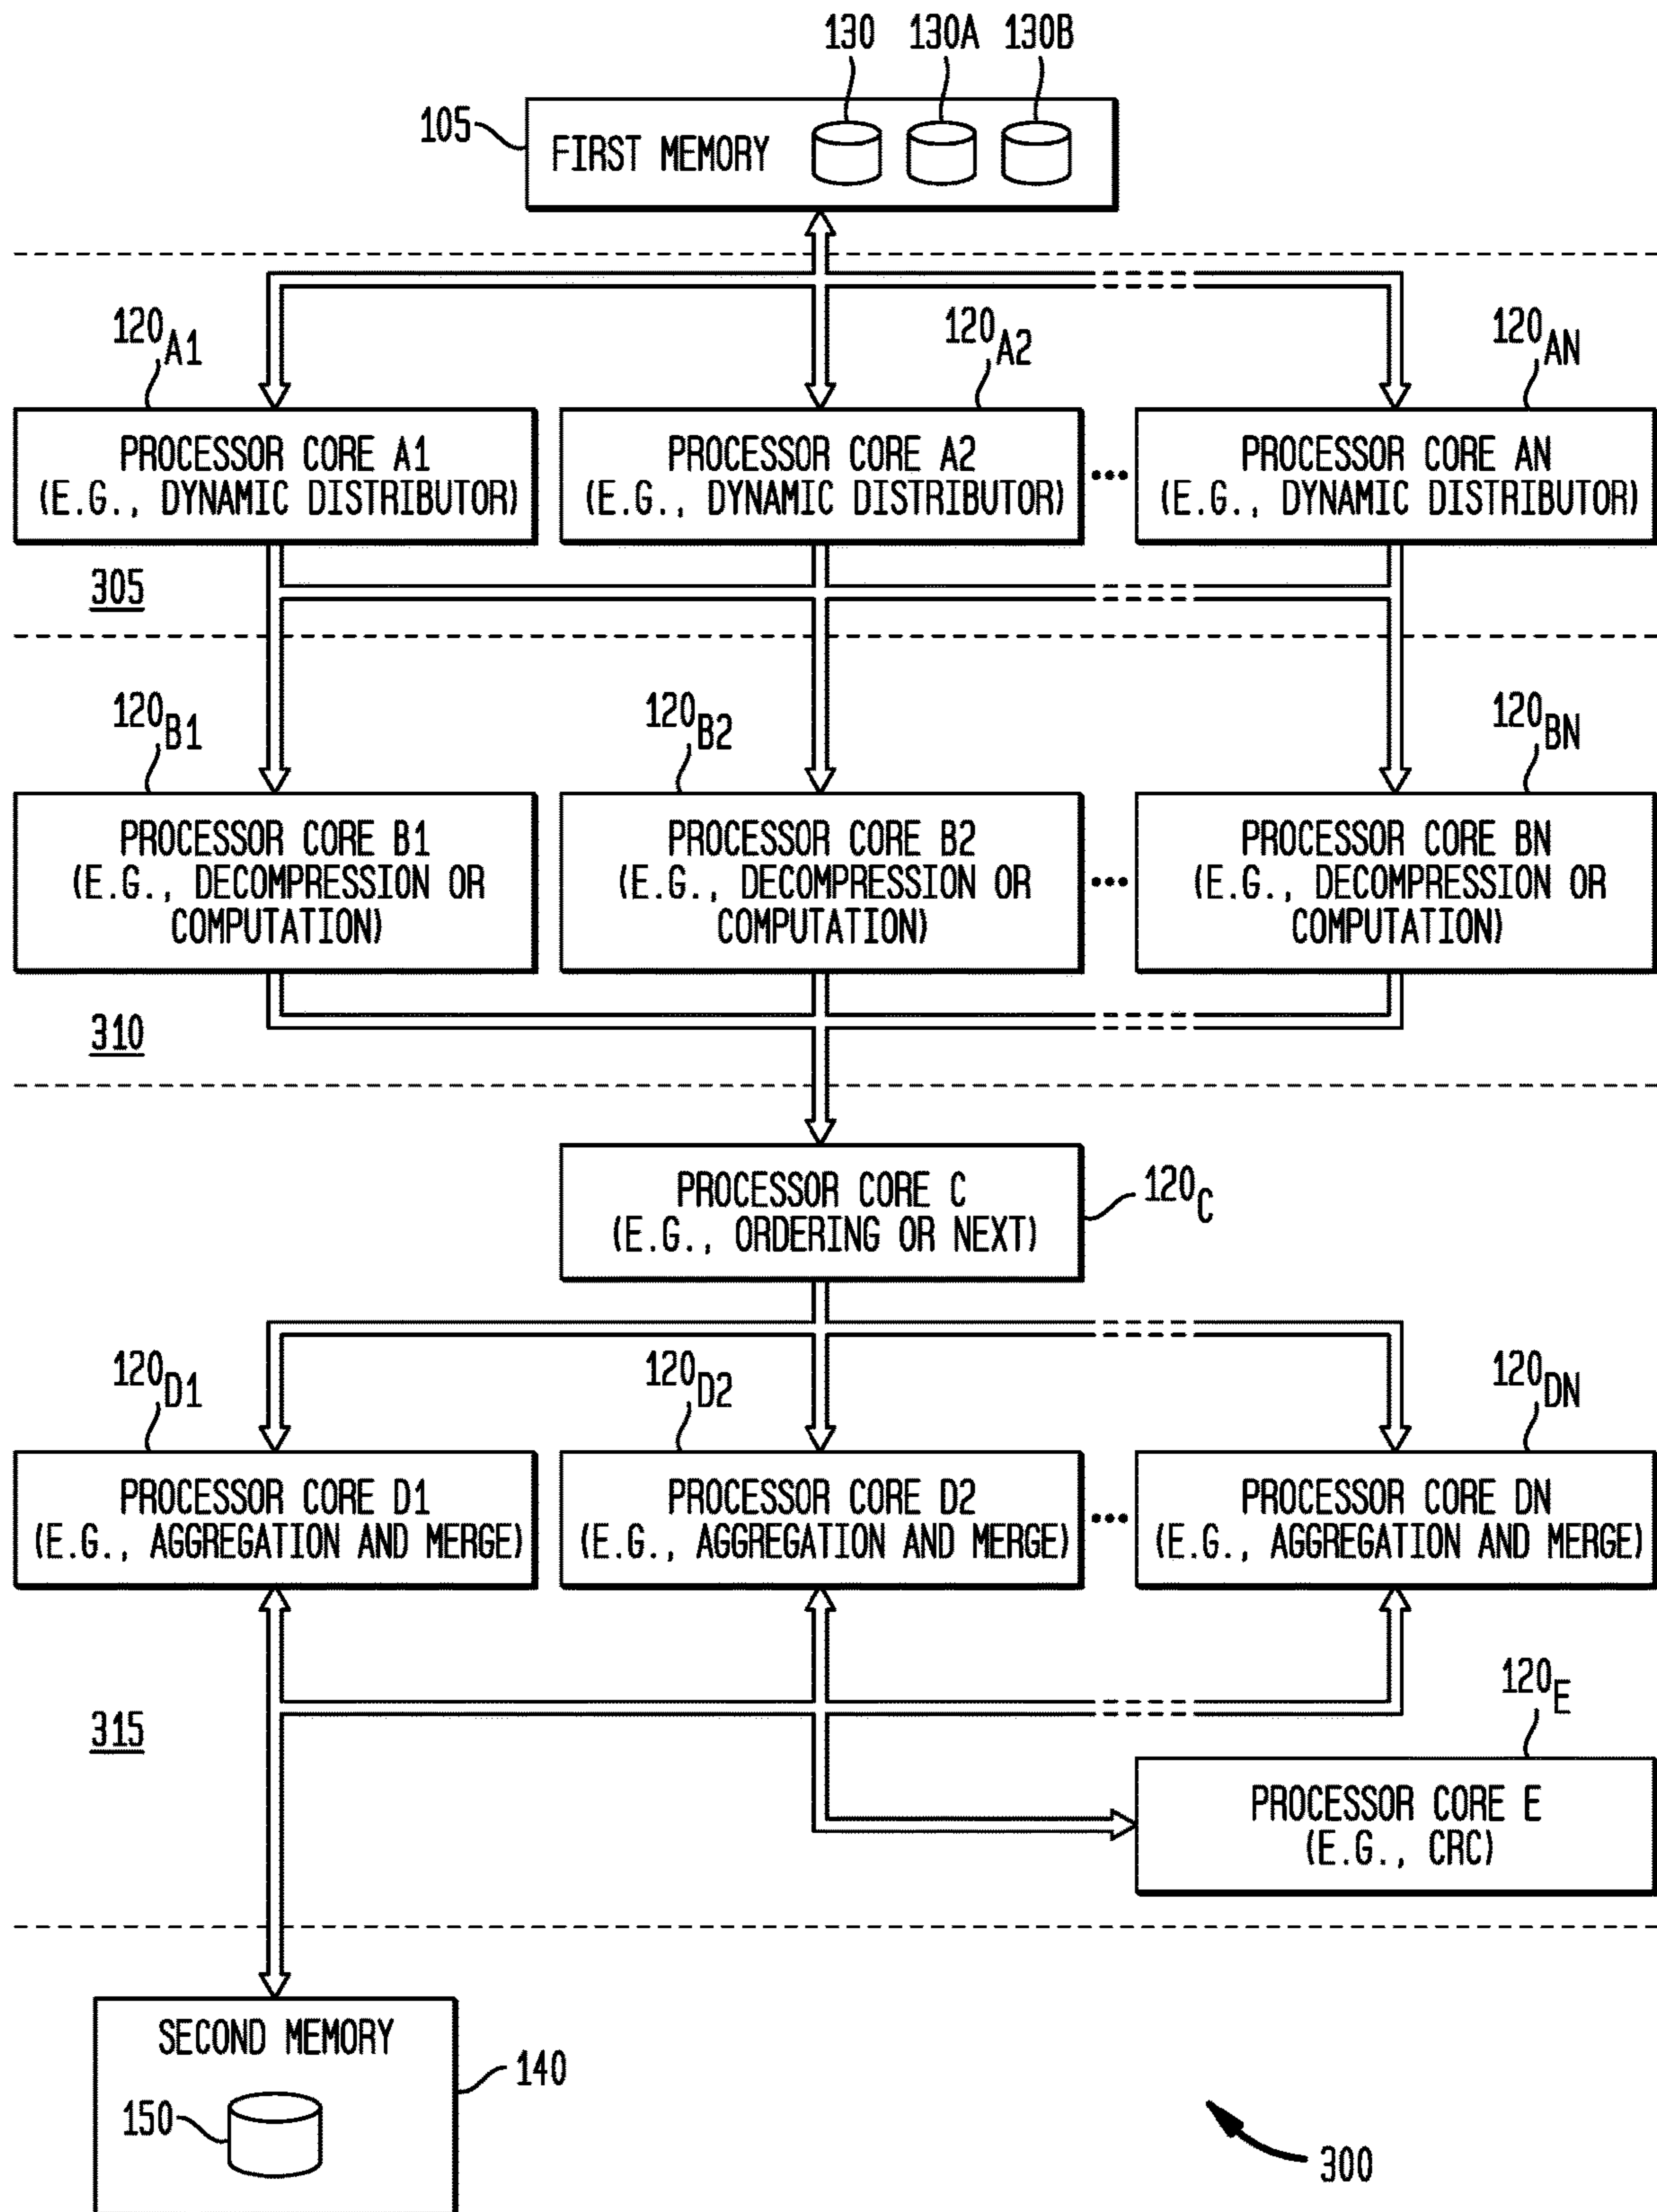 130 130A 130B
105
FIRST MEMORY
120A1 120A2 120AN
PROCESSOR CORE A1
(E.G., DYNAMIC DISTRIBUTOR)
PROCESSOR CORE A2
(E.G., DYNAMIC DISTRIBUTOR)
...
PROCESSOR CORE AN
(E.G., DYNAMIC DISTRIBUTOR)
305
120B1 120B2 120BN
PROCESSOR CORE B1
(E.G., DECOMPRESSION OR
COMPUTATION)
PROCESSOR CORE B2
(E.G., DECOMPRESSION OR
COMPUTATION)
...
PROCESSOR CORE BN
(E.G., DECOMPRESSION OR
COMPUTATION)
310
PROCESSOR CORE C
(E.G., ORDERING OR NEXT)
120C
120D1 120D2 120DN
PROCESSOR CORE D1
(E.G., AGGREGATION AND MERGE)
PROCESSOR CORE D2
(E.G., AGGREGATION AND MERGE)
...
PROCESSOR CORE DN
(E.G., AGGREGATION AND MERGE)
315
120E
PROCESSOR CORE E
(E.G., CRC)
SECOND MEMORY
140
150
300